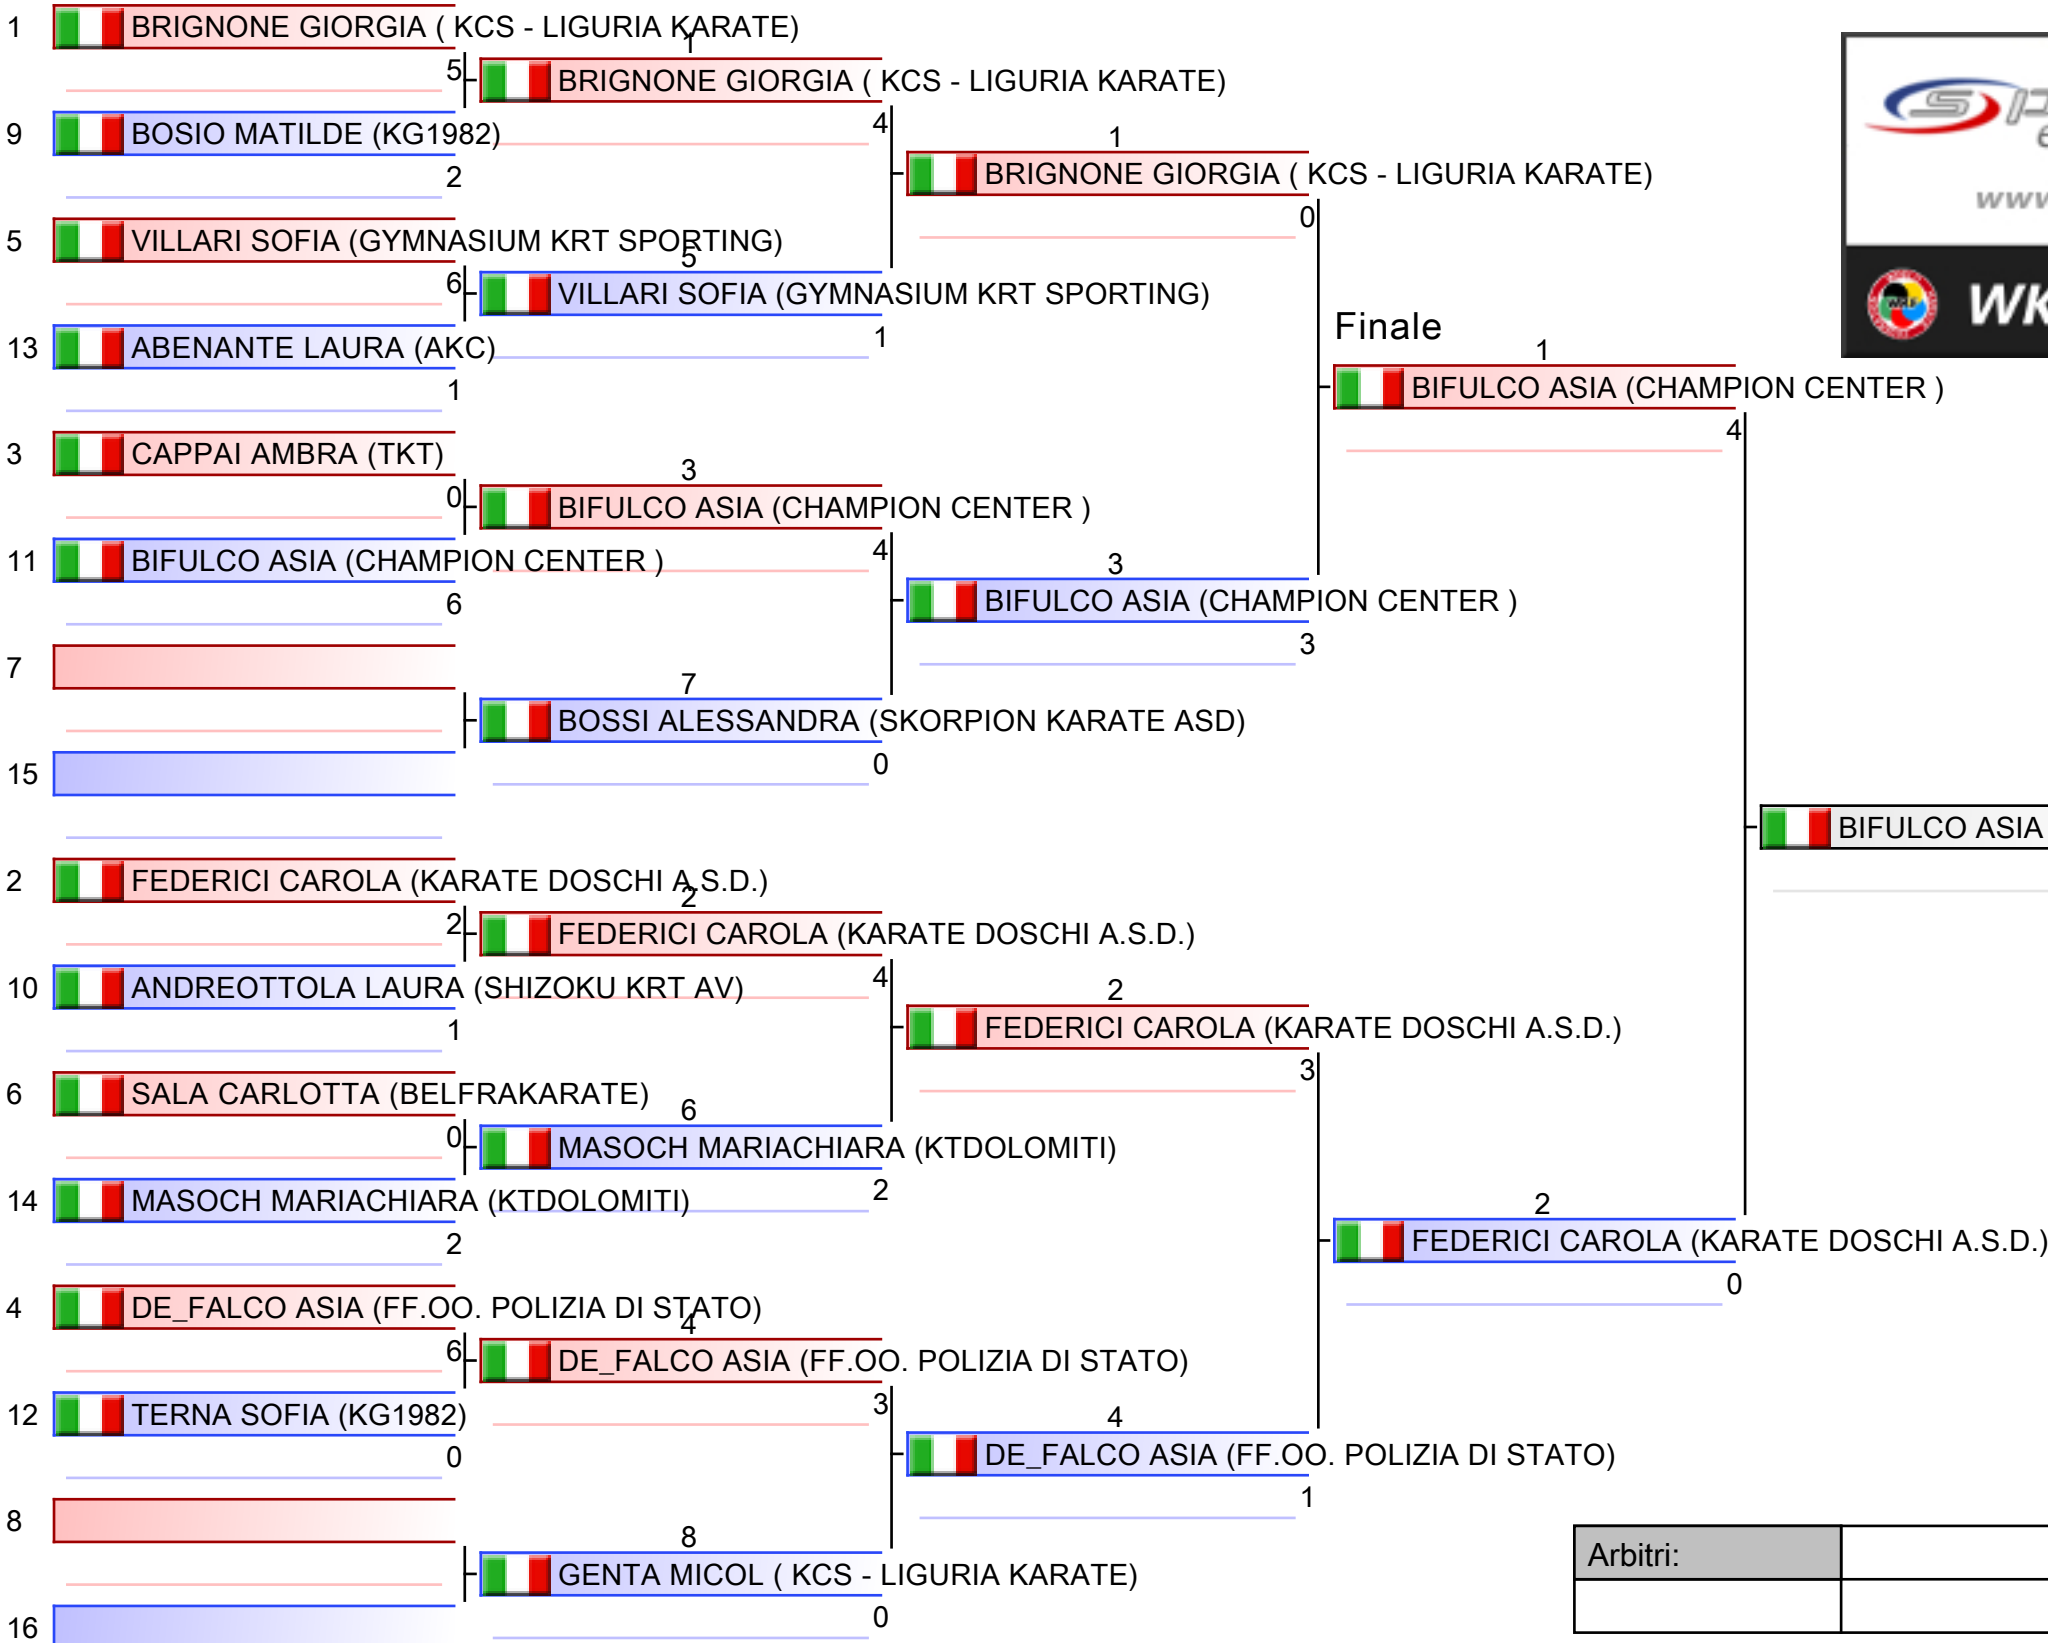 1 BRIGNONE GIORGIA ( KCS - LIGURIA KARATE)
5
9 BOSIO MATILDE (KG1982)
2
5 VILLARI SOFIA (GYMNASIUM KRT SPORTING)
6
13 ABENANTE LAURA (AKC)
1
3 CAPPAI AMBRA (TKT)
0
11 BIFULCO ASIA (CHAMPION CENTER )
6
7
15
2 FEDERICI CAROLA (KARATE DOSCHI A.S.D.)
2
10 ANDREOTTOLA LAURA (SHIZOKU KRT AV)
1
6 SALA CARLOTTA (BELFRAKARATE)
0
14 MASOCH MARIACHIARA (KTDOLOMITI)
2
4 DE_FALCO ASIA (FF.OO. POLIZIA DI STATO)
6
12 TERNA SOFIA (KG1982)
0
8
16
1
BRIGNONE GIORGIA ( KCS - LIGURIA KARATE)
4
5
VILLARI SOFIA (GYMNASIUM KRT SPORTING)
1
3
BIFULCO ASIA (CHAMPION CENTER )
4
7
BOSSI ALESSANDRA (SKORPION KARATE ASD)
0
2
FEDERICI CAROLA (KARATE DOSCHI A.S.D.)
4
6
MASOCH MARIACHIARA (KTDOLOMITI)
2
4
DE_FALCO ASIA (FF.OO. POLIZIA DI STATO)
3
8
GENTA MICOL ( KCS - LIGURIA KARATE)
0
1
BRIGNONE GIORGIA ( KCS - LIGURIA KARATE)
0
3
BIFULCO ASIA (CHAMPION CENTER )
3
2
FEDERICI CAROLA (KARATE DOSCHI A.S.D.)
3
4
DE_FALCO ASIA (FF.OO. POLIZIA DI STATO)
1
Finale
1
BIFULCO ASIA (CHAMPION CENTER )
4
2
FEDERICI CAROLA (KARATE DOSCHI A.S.D.)
0
BIFULCO ASIA
www
WK
Arbitri: